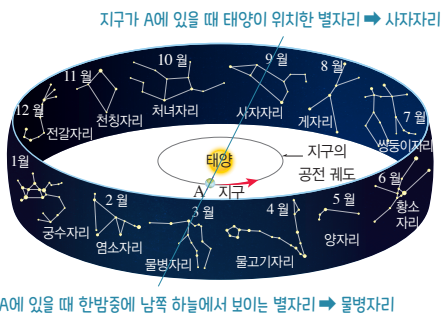 지구가 A에 있을 때 태양이 위치한 별자리 ➡ 사자자리
10월
9월
11월
8월
처녀자리
사자자리
천칭자리
게자리
12월
7월
전갈자리
쌍둥이자리
태양
지구의
공전 궤도
1월
A
지구
6월
2월
3월
4월
5월
황소
자리
궁수자리
염소자리
물병자리
물고기자리
양자리
A에 있을 때 한밤중에 남쪽 하늘에서 보이는 별자리 ➡ 물병자리